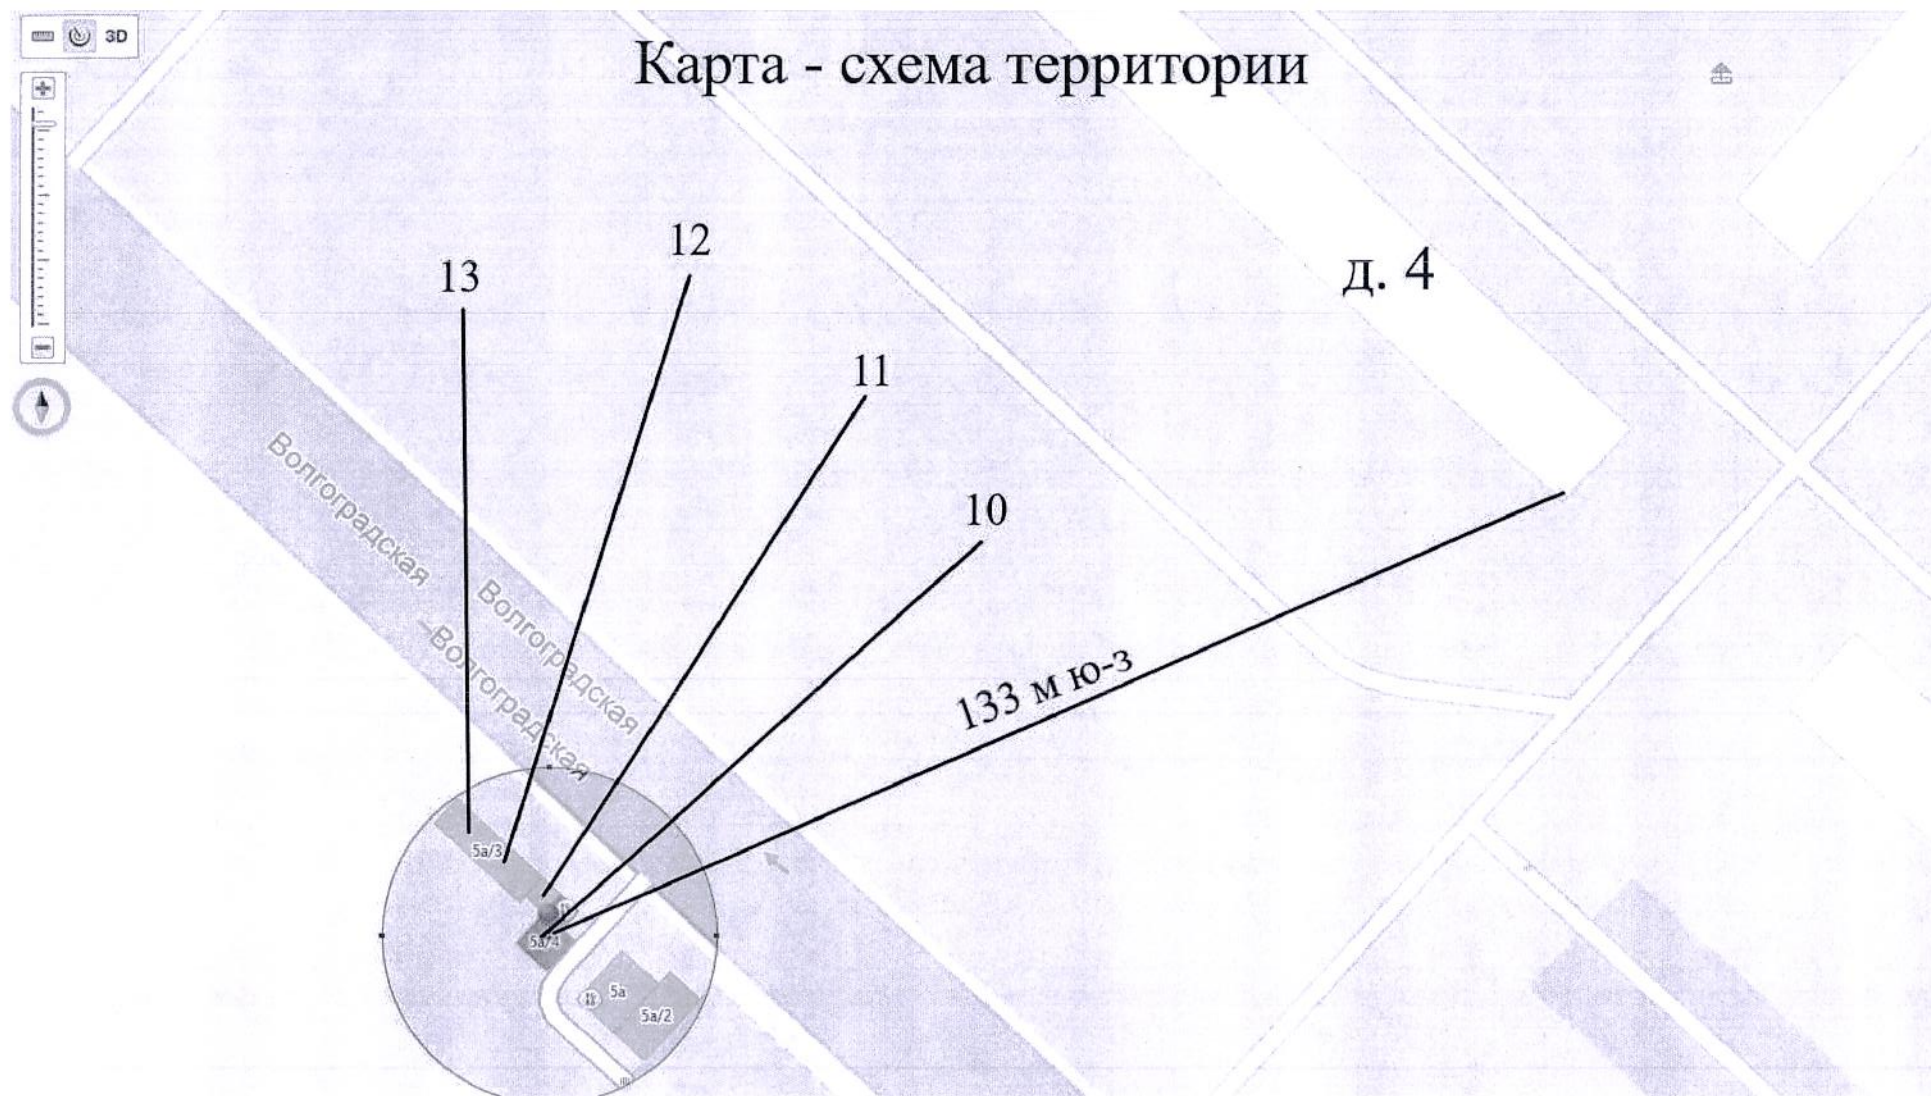 3D
Карта - схема территории
12
д. 4
13
11
10
Волгоградская
Волгоградская
Волгоградская
133 м ю-з
5а/3
5а/4
5а
5а/2